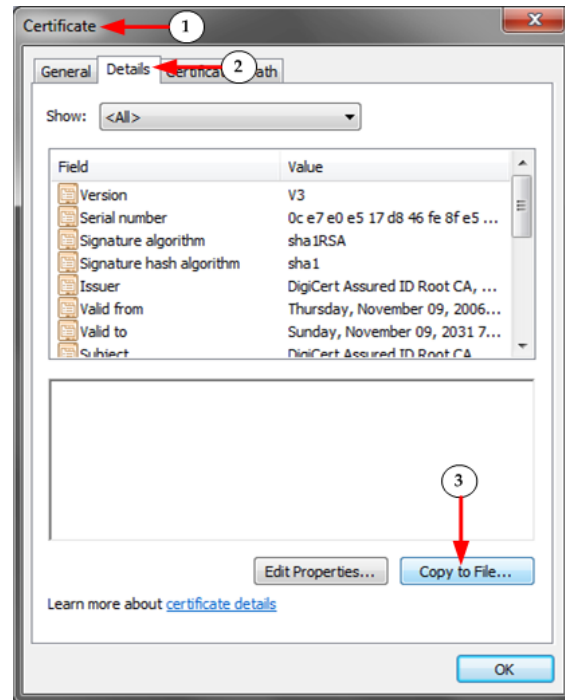 Certificate
1
General Details Certificat 2 ath
Show: <All>
Field Value
Version V3
Serial number 0c e7 e0 e5 17 d8 46 fe 8f e5 ...
Signature algorithm sha1RSA
Signature hash algorithm sha1
Issuer DigiCert Assured ID Root CA, ...
Valid from Thursday, November 09, 2006...
Valid to Sunday, November 09, 2031 7...
Subject DigiCert Assured ID Root CA
3
Edit Properties... Copy to File...
Learn more about certificate details
OK